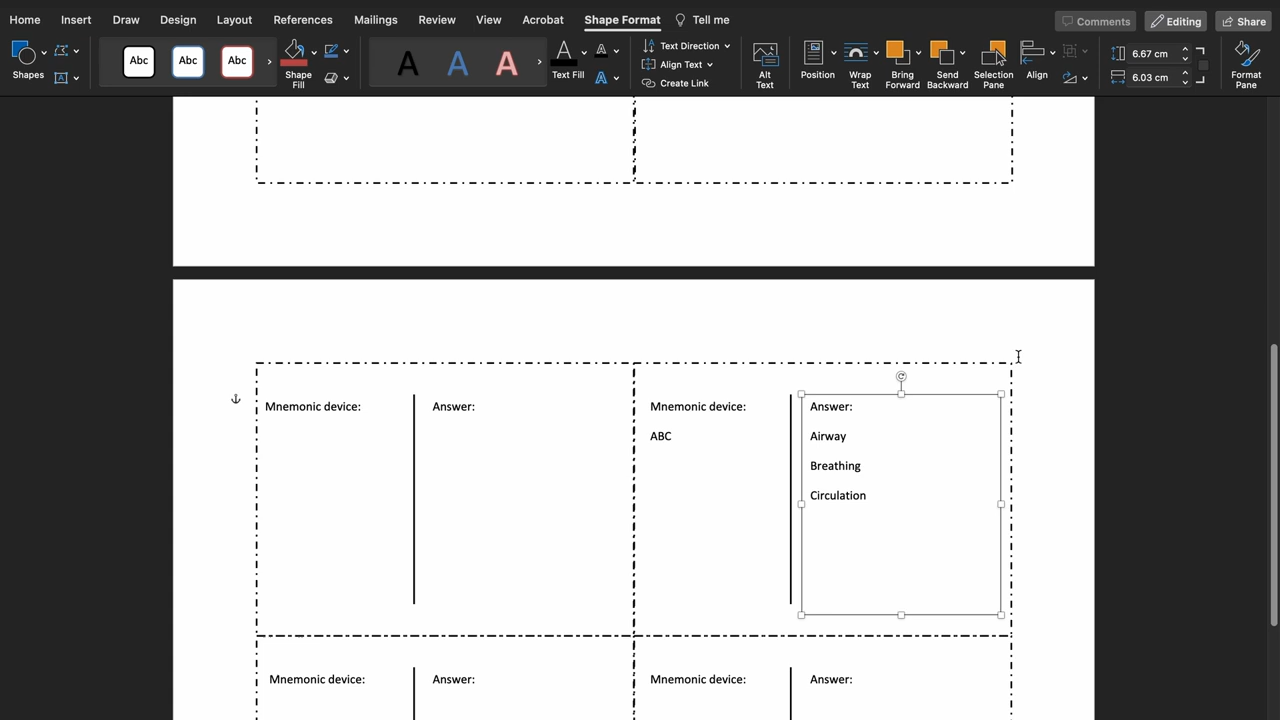 Home Insert Draw Design Layout References Mailings Review View Acrobat Shape Format Tell me Comments Editing Share
Shapes
Abc Abc Abc
Shape Fill
A A A
Text Fill
Text Direction
Align Text
Create Link
Alt Text
Position
Wrap Text
Bring Forward
Send Backward
Selection Pane
Align
6.67 cm
6.03 cm
Format Pane
Mnemonic device: Answer:
Mnemonic device:
ABC
Answer:
Airway
Breathing
Circulation
Mnemonic device: Answer:
Mnemonic device: Answer: